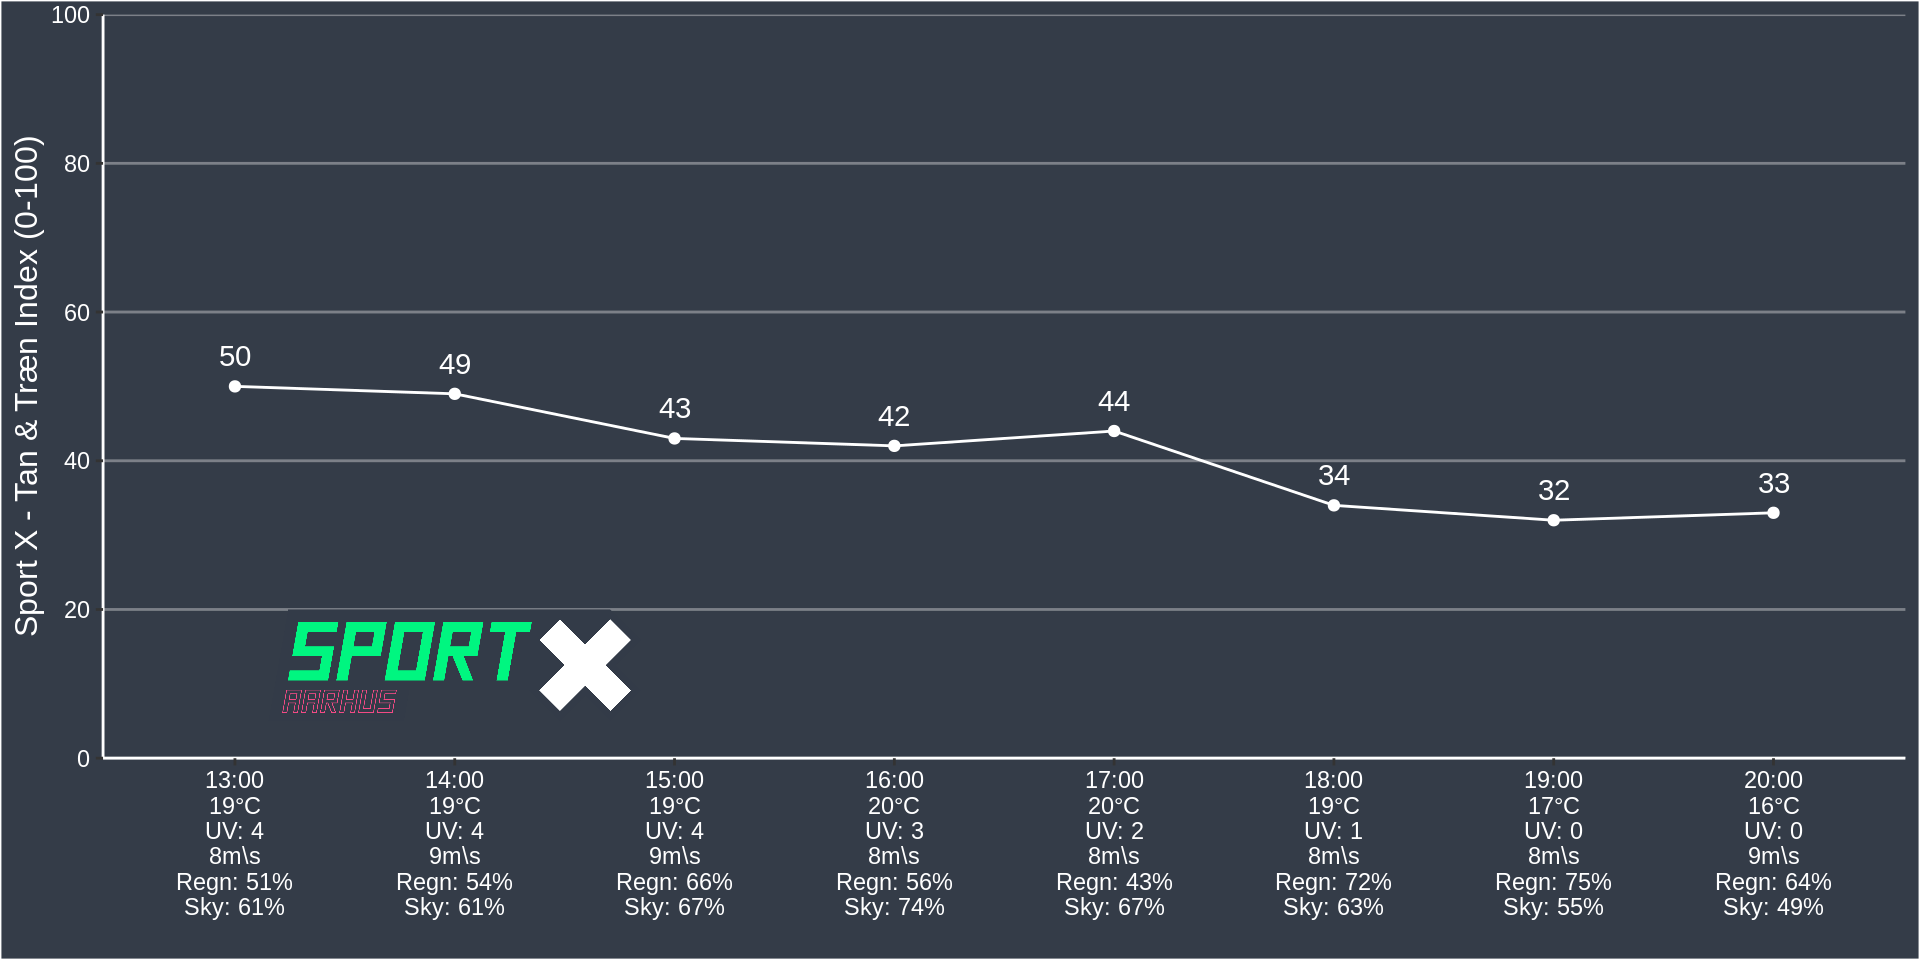 Sport X - Tan & Træn Index (0-100)
100
80
60
40
20
0
50
49
43
42
44
34
32
33
SPORT X
AARHUS
13:00
19°C
UV: 4
8m\s
Regn: 51%
Sky: 61%
14:00
19°C
UV: 4
9m\s
Regn: 54%
Sky: 61%
15:00
19°C
UV: 4
9m\s
Regn: 66%
Sky: 67%
16:00
20°C
UV: 3
8m\s
Regn: 56%
Sky: 74%
17:00
20°C
UV: 2
8m\s
Regn: 43%
Sky: 67%
18:00
19°C
UV: 1
8m\s
Regn: 72%
Sky: 63%
19:00
17°C
UV: 0
8m\s
Regn: 75%
Sky: 55%
20:00
16°C
UV: 0
9m\s
Regn: 64%
Sky: 49%